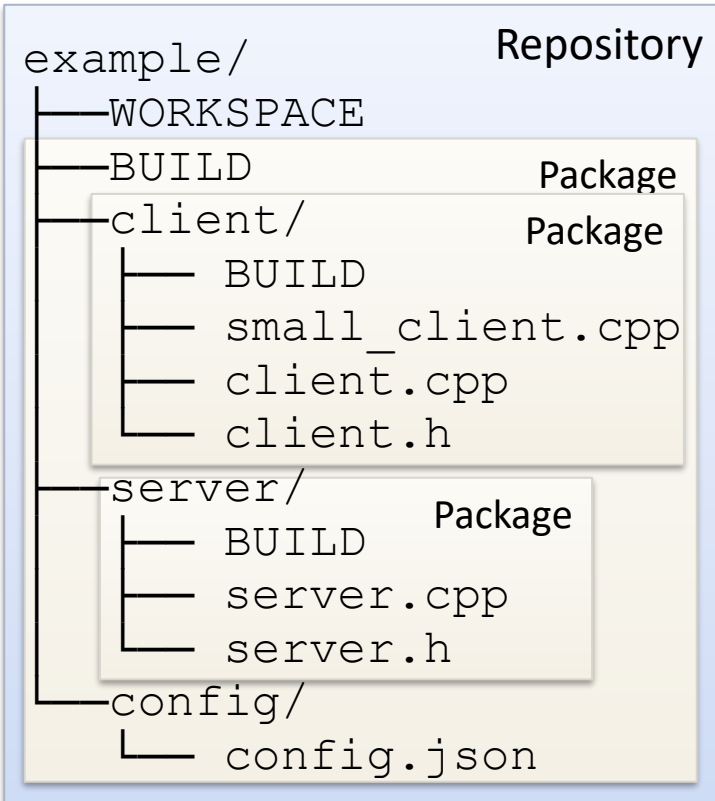 Repository
example/
├──WORKSPACE
├──BUILD
Package
├──client/
Package
├── BUILD
├── small_client.cpp
├── client.cpp
└── client.h
├──server/
Package
├── BUILD
├── server.cpp
└── server.h
└──config/
└── config.json